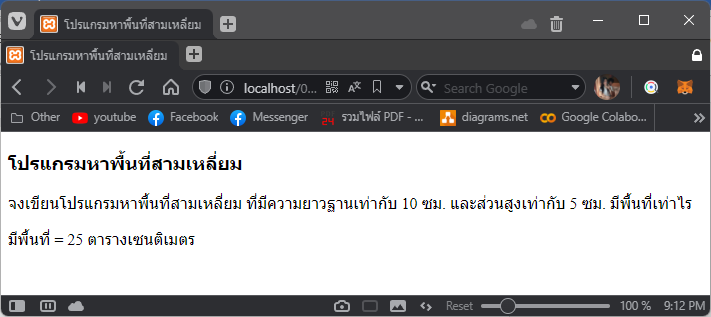 โปรแกรมหาพื้นที่สามเหลี่ยม
โปรแกรมหาพื้นที่สามเหลี่ยม
localhost/0... Search Google
Other youtube Facebook Messenger รวมไฟล์ PDF - ... diagrams.net Google Colabo...
โปรแกรมหาพื้นที่สามเหลี่ยม
จงเขียนโปรแกรมหาพื้นที่สามเหลี่ยม ที่มีความยาวฐานเท่ากับ 10 ซม. และส่วนสูงเท่ากับ 5 ซม. มีพื้นที่เท่าไร
มีพื้นที่ = 25 ตารางเซนติเมตร
Reset 100 % 9:12 PM